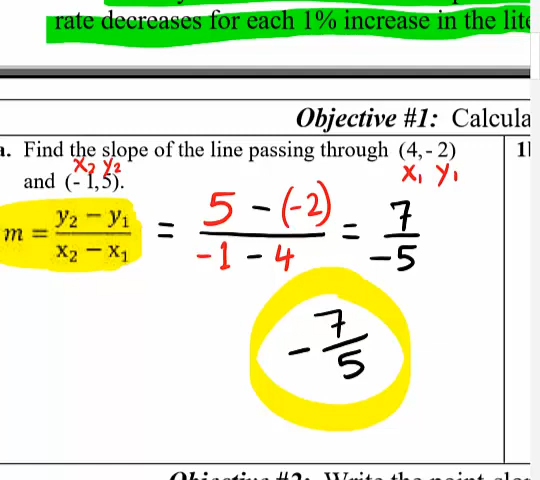 rate decreases for each 1% increase in the
Objective #1:
a. Find the slope of the line passing through (4,- 2)
x₂ y₂ x₁ y₁
and (- 1,5).
m = (y₂ − y₁)/(x₂ − x₁) = (5 - (-2))/(-1 - 4) = 7/-5
-7/5